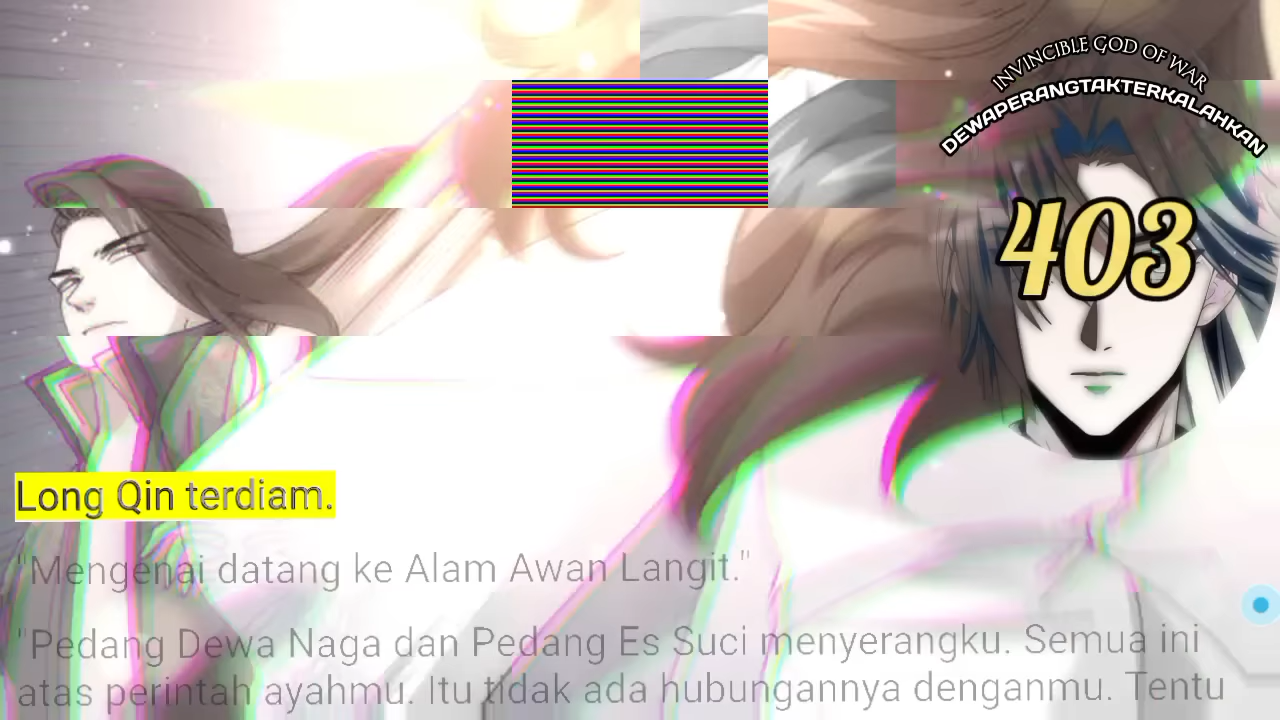 INVINCIBLE GOD OF WAR
DEWAPERANGTAKTERKALAHKAN
403
Long Qin terdiam.
"Mengenai datang ke Alam Awan Langit."
"Pedang Dewa Naga dan Pedang Es Suci menyerangku. Semua ini
atas perintah ayahmu. Itu tidak ada hubungannya denganmu. Tentu